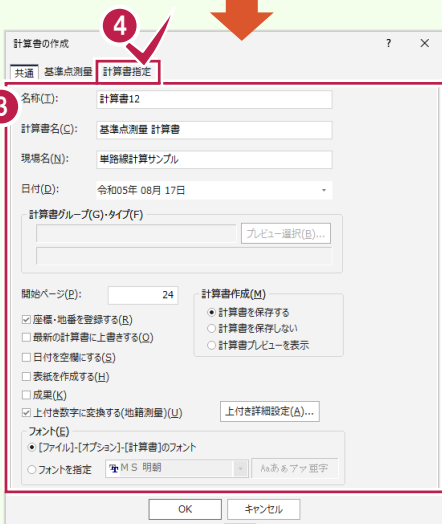 4
計算書の作成 ? ×
共通 基準点測量 計算書指定
3
名称(T): 計算書12
計算書名(C): 基準点測量 計算書
現場名(N): 単路線計算サンプル
日付(D): 令和05年 08月 17日
計算書グループ(G)・タイプ(F)
プレビュー選択(B)...
開始ページ(P): 24
計算書作成(M)
計算書を保存する
計算書を保存しない
計算書プレビューを表示
座標・地番を登録する(R)
最新の計算書に上書きする(O)
日付を空欄にする(S)
表紙を作成する(H)
成果(K)
上付き数字に変換する(地籍測量)(U) 上付き詳細設定(A)...
フォント(E)
[ファイル]-[オプション]-[計算書]のフォント
フォントを指定 MS 明朝 Aaあぁアァ亜宇
OK キャンセル